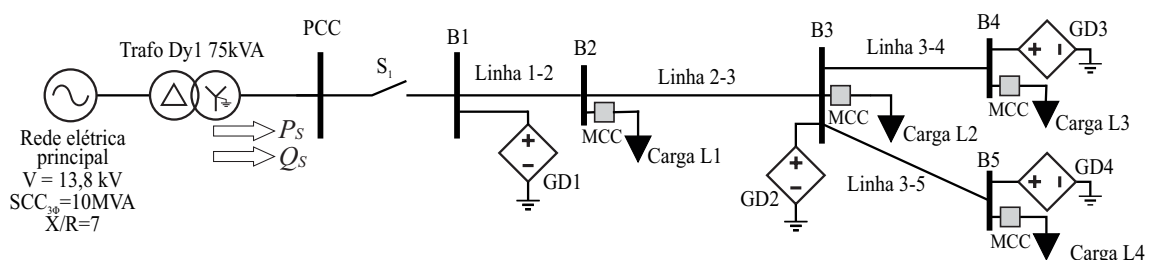 Trafo Dy1 75kVA
PCC
S₁
B1
B2
B3
B4
GD3
Linha 1-2
Linha 2-3
Linha 3-4
MCC
Carga L1
MCC
Carga L2
MCC
Carga L3
Rede elétrica
principal
V = 13,8 kV
SCC₃Φ=10MVA
X/R=7
PS
QS
GD1
GD2
Linha 3-5
B5
GD4
MCC
Carga L4